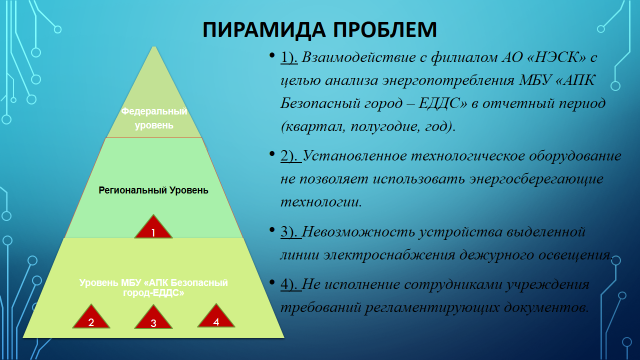 ПИРАМИДА ПРОБЛЕМ
Федеральный
уровень
Региональный Уровень
1
Уровень МБУ «АПК Безопасный
город-ЕДДС»
2 3 4
• 1). Взаимодействие с филиалом АО «НЭСК» с
целью анализа энергопотребления МБУ «АПК
Безопасный город – ЕДДС» в отчетный период
(квартал, полугодие, год).
• 2). Установленное технологическое оборудование
не позволяет использовать энергосберегающие
технологии.
• 3). Невозможность устройства выделенной
линии электроснабжения дежурного освещения.
• 4). Не исполнение сотрудниками учреждения
требований регламентирующих документов.